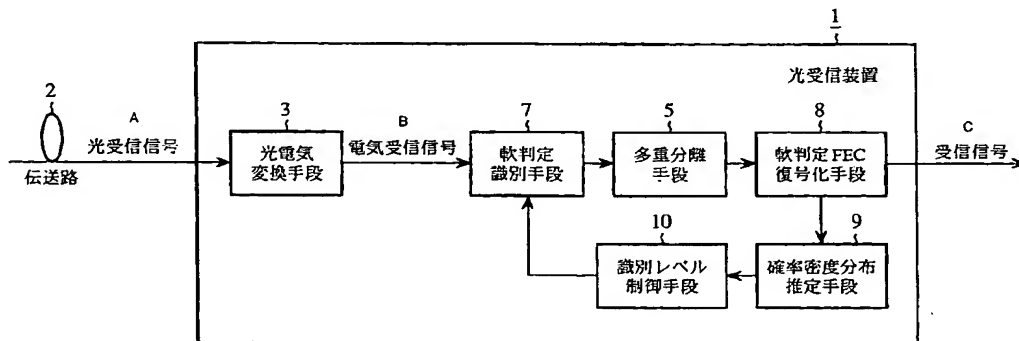 1
光受信装置
2
A
光受信信号
伝送路
3
光電気
変換手段
B
電気受信信号
7
軟判定
識別手段
5
多重分離
手段
8
軟判定FEC
復号化手段
C
受信信号
10
識別レベル
制御手段
9
確率密度分布
推定手段